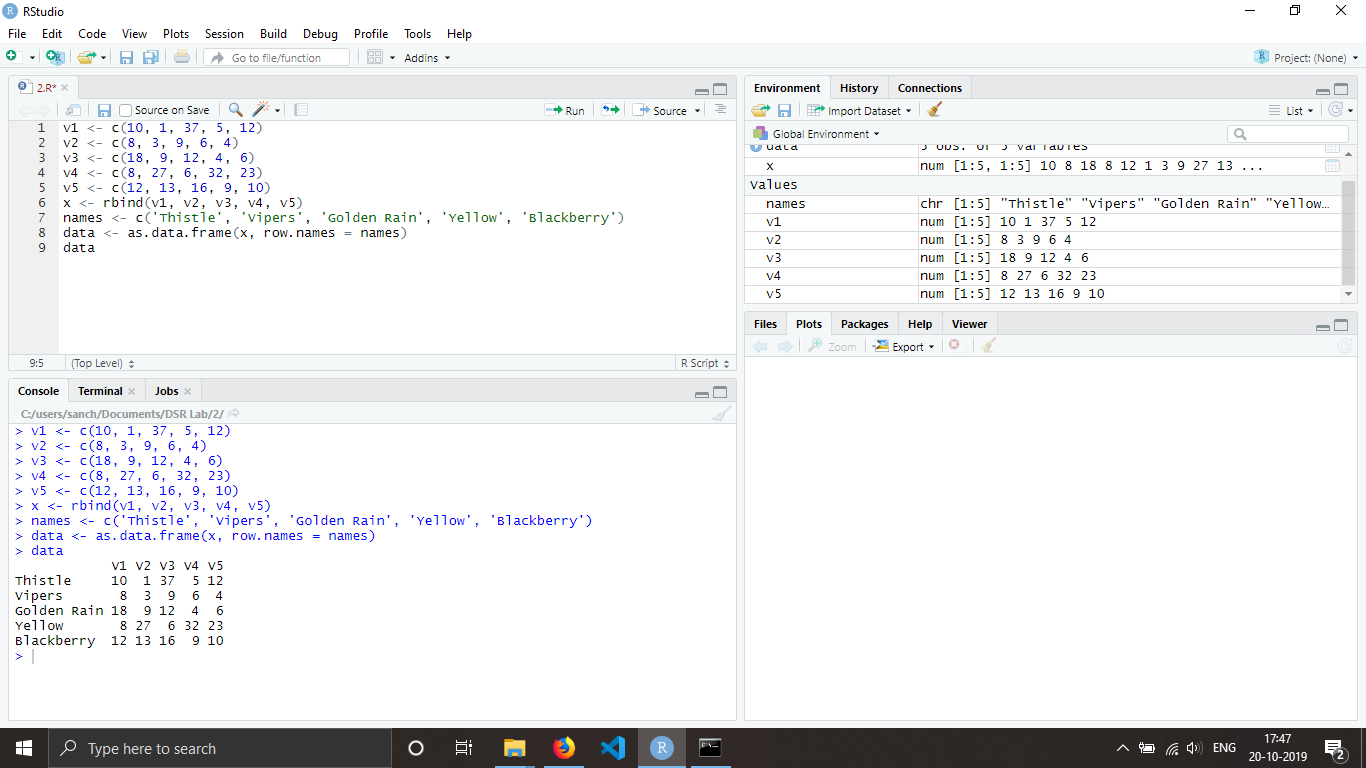 RStudio
File Edit Code View Plots Session Build Debug Profile Tools Help
Go to file/function Addins Project: (None)
2.R*
Source on Save Run Source
1 v1 <- c(10, 1, 37, 5, 12)
2 v2 <- c(8, 3, 9, 6, 4)
3 v3 <- c(18, 9, 12, 4, 6)
4 v4 <- c(8, 27, 6, 32, 23)
5 v5 <- c(12, 13, 16, 9, 10)
6 x <- rbind(v1, v2, v3, v4, v5)
7 names <- c('Thistle', 'Vipers', 'Golden Rain', 'Yellow', 'Blackberry')
8 data <- as.data.frame(x, row.names = names)
9 data
9:5 (Top Level) R Script
Console Terminal Jobs
C:/users/sanch/Documents/DSR Lab/2/
> v1 <- c(10, 1, 37, 5, 12)
> v2 <- c(8, 3, 9, 6, 4)
> v3 <- c(18, 9, 12, 4, 6)
> v4 <- c(8, 27, 6, 32, 23)
> v5 <- c(12, 13, 16, 9, 10)
> x <- rbind(v1, v2, v3, v4, v5)
> names <- c('Thistle', 'Vipers', 'Golden Rain', 'Yellow', 'Blackberry')
> data <- as.data.frame(x, row.names = names)
> data
V1 V2 V3 V4 V5
Thistle 10 1 37 5 12
Vipers 8 3 9 6 4
Golden Rain 18 9 12 4 6
Yellow 8 27 6 32 23
Blackberry 12 13 16 9 10
>
Environment History Connections
Import Dataset List
Global Environment
data 5 obs. of 5 variables
x num [1:5, 1:5] 10 8 18 8 12 1 3 9 27 13 ...
Values
names chr [1:5] "Thistle" "Vipers" "Golden Rain" "Yellow…
v1 num [1:5] 10 1 37 5 12
v2 num [1:5] 8 3 9 6 4
v3 num [1:5] 18 9 12 4 6
v4 num [1:5] 8 27 6 32 23
v5 num [1:5] 12 13 16 9 10
Files Plots Packages Help Viewer
Zoom Export
Type here to search
ENG
17:47
20-10-2019
2